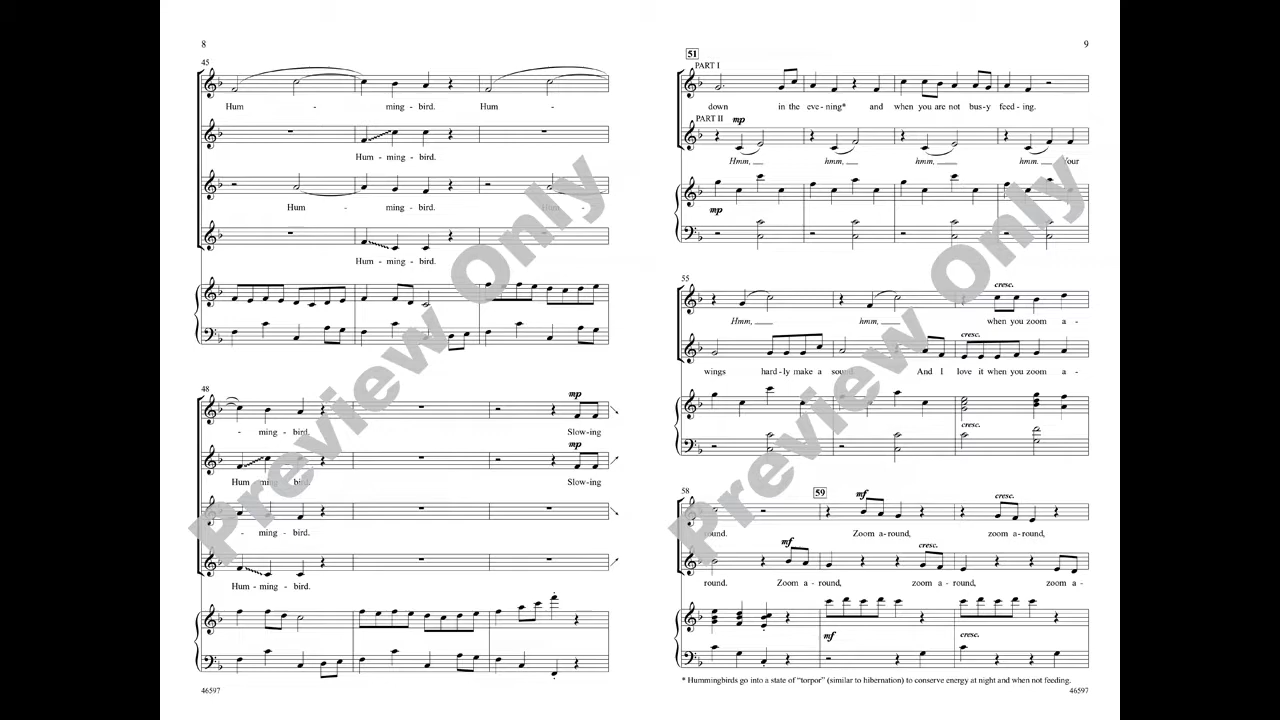 8
45
Hum - ming - bird. Hum -
Hum - ming - bird.
Hum - ming - bird. Hum -
Hum - ming - bird.
48
mp
- ming - bird. Slow-ing
mp
Hum - ming - bird. Slow-ing
- ming - bird.
Hum - ming - bird.
46597
Preview Only
9
51
PART I
down in the eve-ning* and when you are not bus-y feed-ing.
PART II
mp
Hmm, hmm, hmm, hmm. Your
mp
55
cresc.
Hmm, hmm, when you zoom a -
cresc.
wings hard-ly make a sound. And I love it when you zoom a -
cresc.
58
59
mf cresc.
round. Zoom a-round, zoom a-round,
mf cresc.
round. Zoom a-round, zoom a-round, zoom a -
mf cresc.
* Hummingbirds go into a state of "torpor" (similar to hibernation) to conserve energy at night and when not feeding.
46597
Preview Only